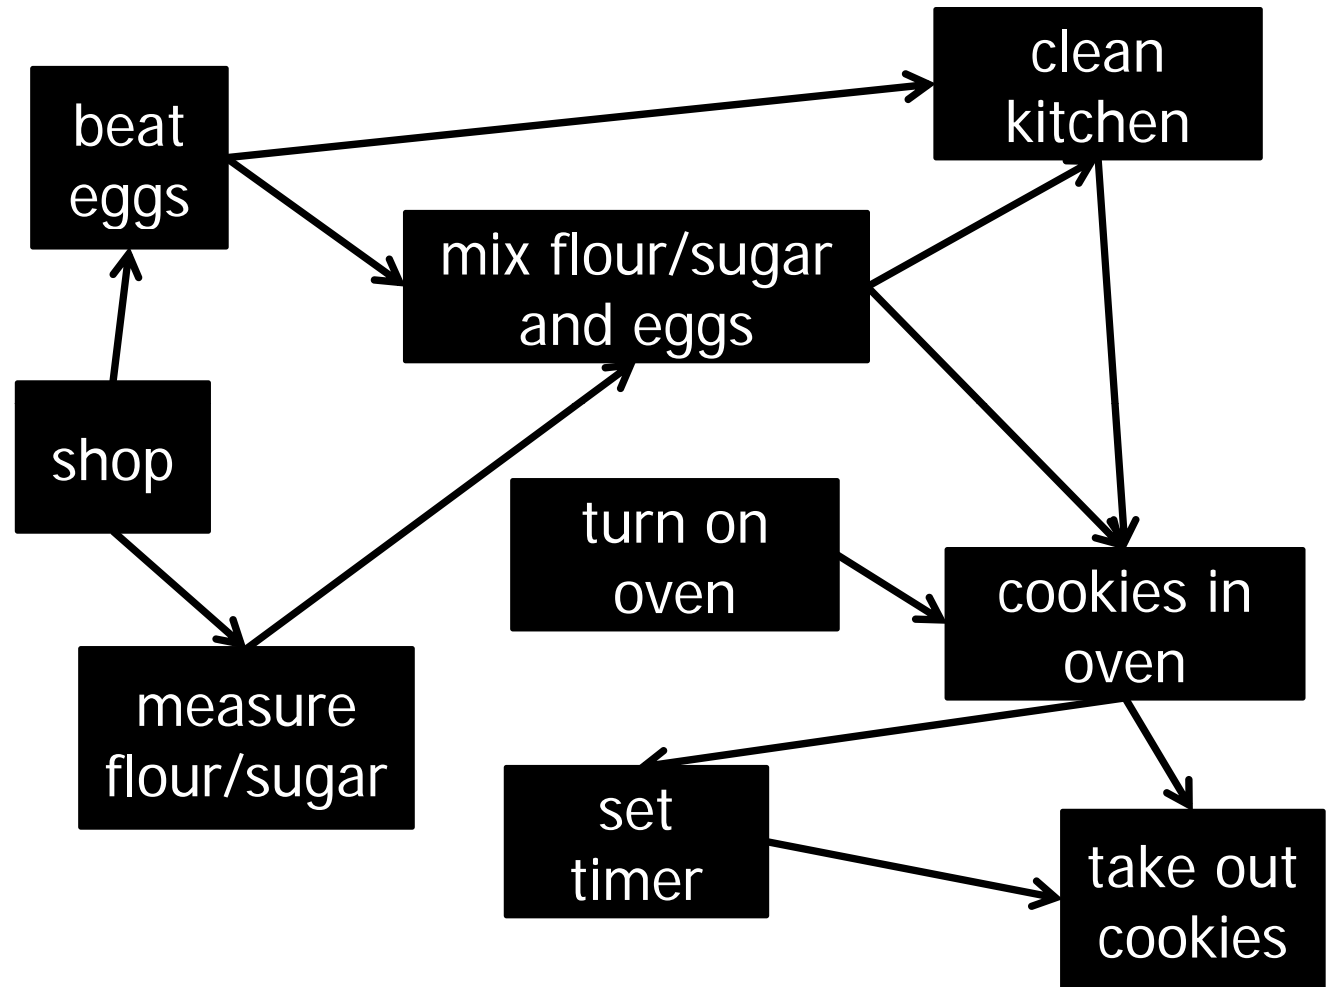 clean
kitchen
beat
eggs
mix flour/sugar
and eggs
shop
turn on
oven
cookies in
oven
measure
flour/sugar
set
timer
take out
cookies